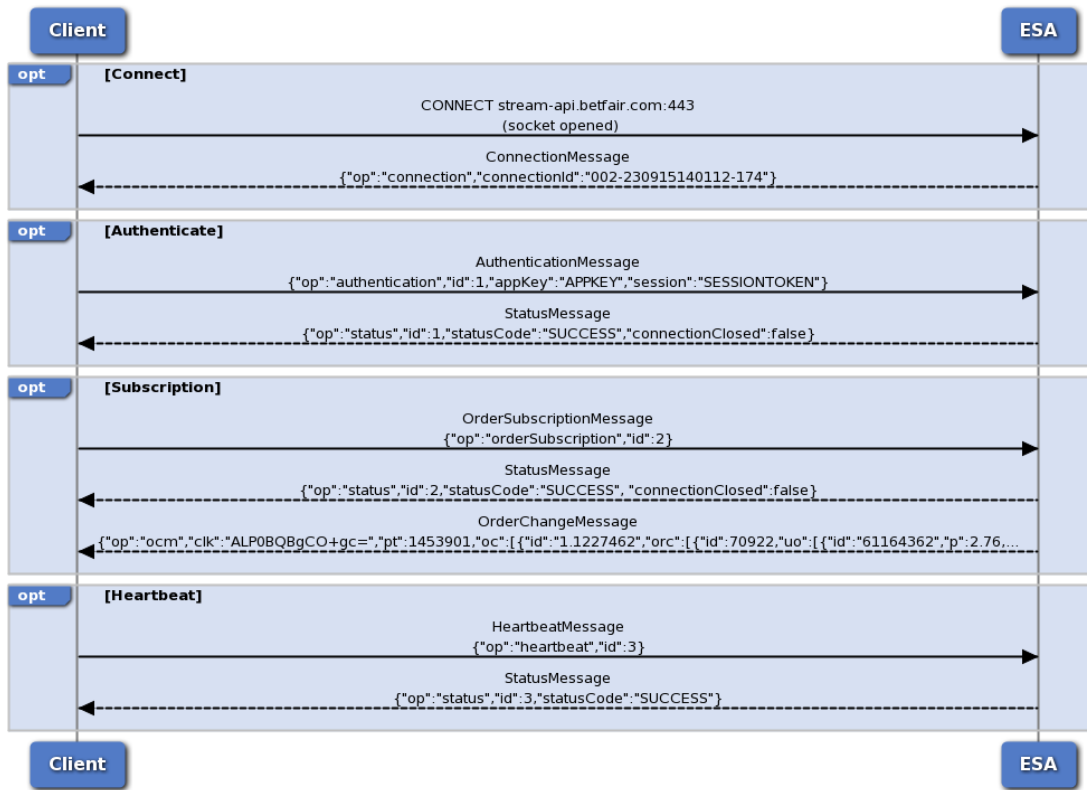 Client
ESA
opt
[Connect]
CONNECT stream-api.betfair.com:443
(socket opened)
ConnectionMessage
{"op":"connection","connectionId":"002-230915140112-174"}
opt
[Authenticate]
AuthenticationMessage
{"op":"authentication","id":1,"appKey":"APPKEY","session":"SESSIONTOKEN"}
StatusMessage
{"op":"status","id":1,"statusCode":"SUCCESS","connectionClosed":false}
opt
[Subscription]
OrderSubscriptionMessage
{"op":"orderSubscription","id":2}
StatusMessage
{"op":"status","id":2,"statusCode":"SUCCESS", "connectionClosed":false}
OrderChangeMessage
{"op":"ocm","clk":"ALP0BQBgCO+gc=","pt":1453901,"oc":[{"id":"1.1227462","orc":[{"id":70922,"uo":[{"id":"61164362","p":2.76,...
opt
[Heartbeat]
HeartbeatMessage
{"op":"heartbeat","id":3}
StatusMessage
{"op":"status","id":3,"statusCode":"SUCCESS"}
Client
ESA